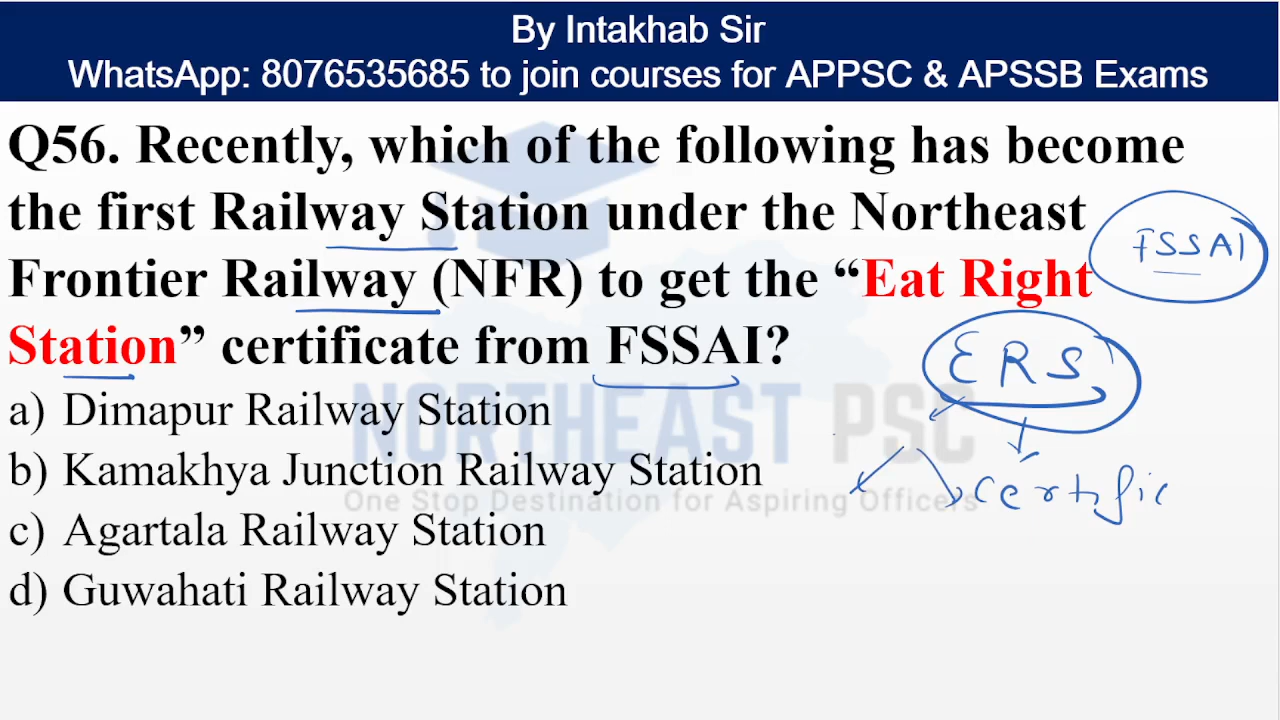 By Intakhab Sir
WhatsApp: 8076535685 to join courses for APPSC & APSSB Exams
Q56. Recently, which of the following has become
the first Railway Station under the Northeast
Frontier Railway (NFR) to get the “Eat Right
Station” certificate from FSSAI?
FSSAI
ERS
certific
a) Dimapur Railway Station
b) Kamakhya Junction Railway Station
c) Agartala Railway Station
d) Guwahati Railway Station
NORTHEAST PSC
One Stop Destination for Aspiring Officers